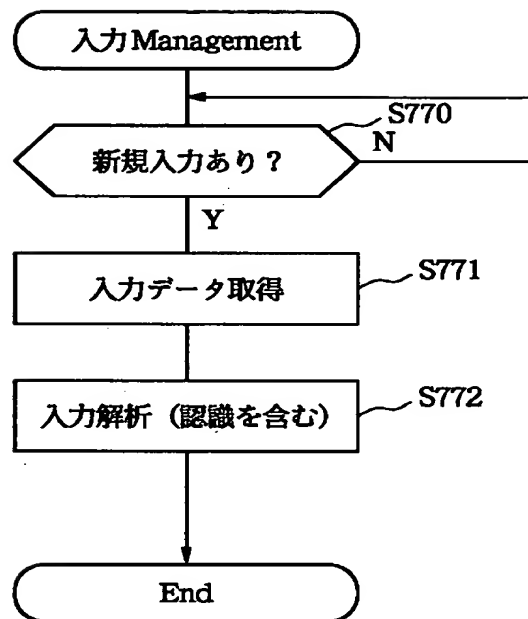 入力Management
S770
新規入力あり?
N
Y
入力データ取得
S771
入力解析(認識を含む)
S772
End